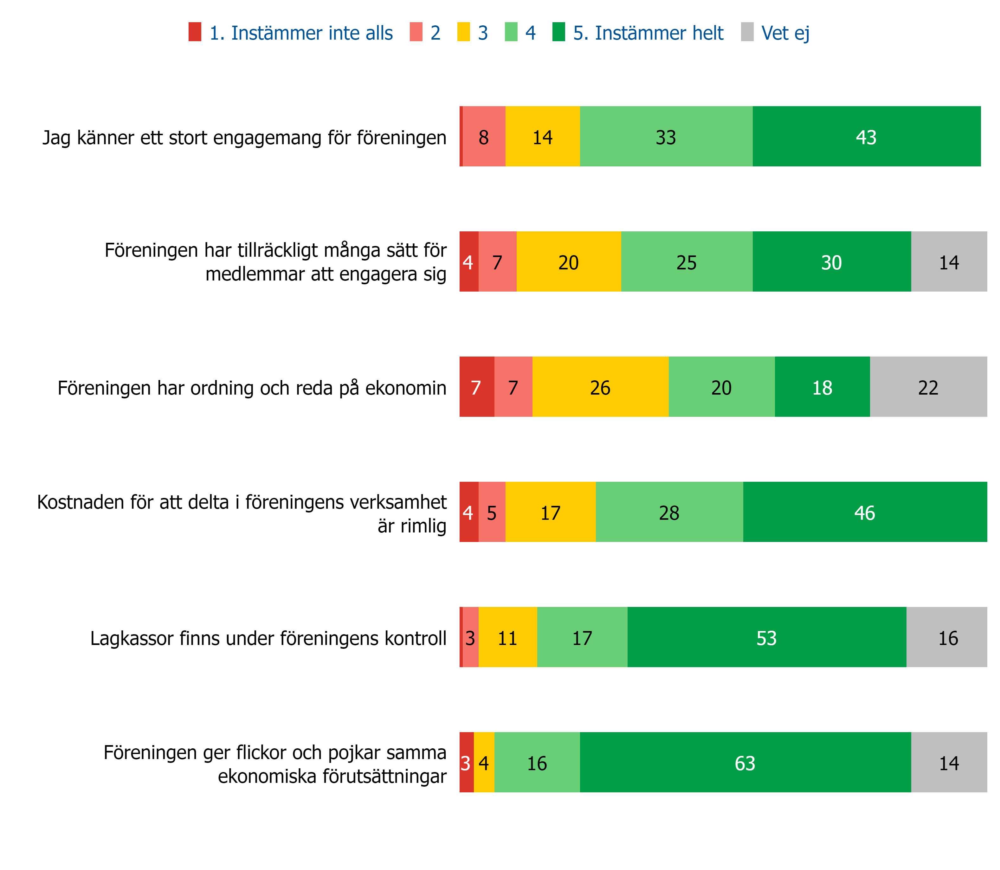 1. Instämmer inte alls 2 3 4 5. Instämmer helt Vet ej
Jag känner ett stort engagemang för föreningen 8 14 33 43
Föreningen har tillräckligt många sätt för
medlemmar att engagera sig
4 7 20 25 30 14
Föreningen har ordning och reda på ekonomin 7 7 26 20 18 22
Kostnaden för att delta i föreningens verksamhet
är rimlig
4 5 17 28 46
Lagkassor finns under föreningens kontroll 3 11 17 53 16
Föreningen ger flickor och pojkar samma
ekonomiska förutsättningar
3 4 16 63 14